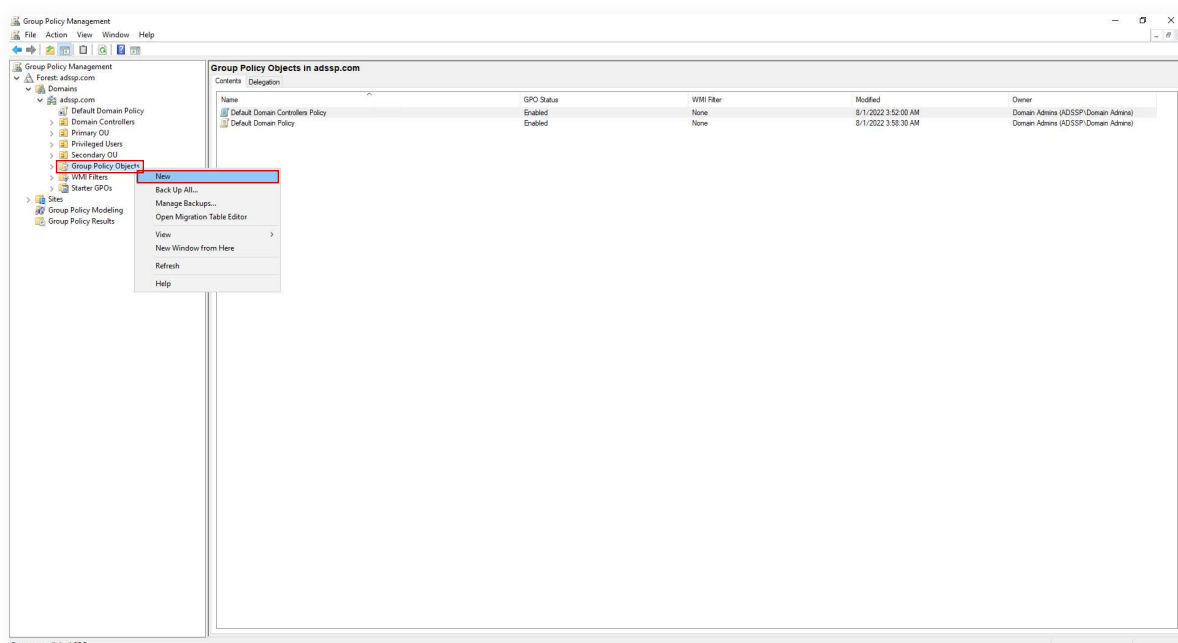 Group Policy Management
File Action View Window Help
Group Policy Management
Forest: adssp.com
Domains
adssp.com
Default Domain Policy
Domain Controllers
Primary OU
Privileged Users
Secondary OU
Group Policy Objects
WMI Filters
Starter GPOs
Sites
Group Policy Modeling
Group Policy Results
New
Back Up All...
Manage Backups...
Open Migration Table Editor
View
New Window from Here
Refresh
Help
Group Policy Objects in adssp.com
Contents Delegation
Name GPO Status WMI Filter Modified Owner
Default Domain Controllers Policy Enabled None 8/1/2022 3:52:00 AM Domain Admins (ADSSP\Domain Admins)
Default Domain Policy Enabled None 8/1/2022 3:58:30 AM Domain Admins (ADSSP\Domain Admins)